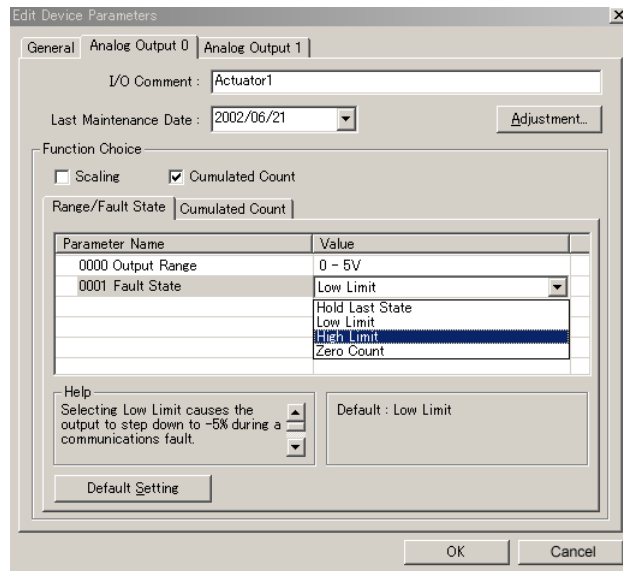 Edit Device Parameters
General Analog Output 0 Analog Output 1
I/O Comment : Actuator1
Last Maintenance Date : 2002/06/21 Adjustment...
Function Choice
Scaling Cumulated Count
Range/Fault State Cumulated Count
Parameter Name Value
0000 Output Range 0 - 5V
0001 Fault State Low Limit
Hold Last State
Low Limit
High Limit
Zero Count
Help
Selecting Low Limit causes the
output to step down to -5% during a
communications fault.
Default : Low Limit
Default Setting
OK Cancel